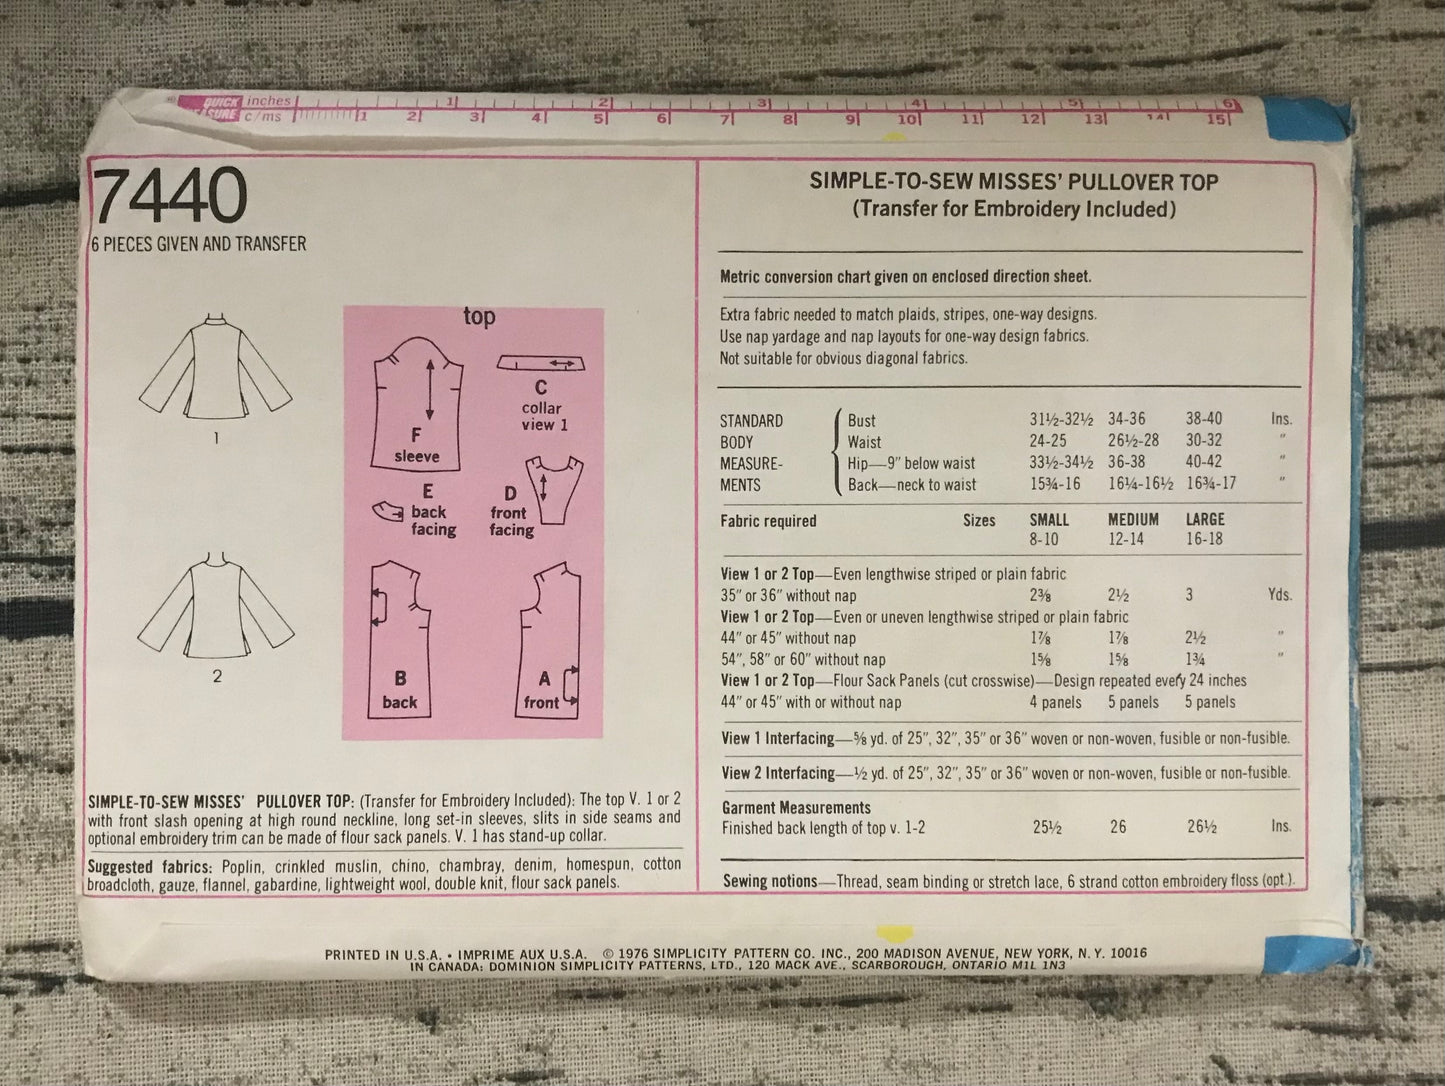 QUICK inches 1 2 3 4 5 6
MEASURE c/ms 1 2 3 4 5 6 7 8 9 10 11 12 13 14 15
7440
6 PIECES GIVEN AND TRANSFER
1
2
top
F
sleeve
C
collar
view 1
E
back
facing
D
front
facing
B
back
A
front
SIMPLE-TO-SEW MISSES' PULLOVER TOP: (Transfer for Embroidery Included): The top V. 1 or 2
with front slash opening at high round neckline, long set-in sleeves, slits in side seams and
optional embroidery trim can be made of flour sack panels. V. 1 has stand-up collar.
Suggested fabrics: Poplin, crinkled muslin, chino, chambray, denim, homespun, cotton
broadcloth, gauze, flannel, gabardine, lightweight wool, double knit, flour sack panels.
SIMPLE-TO-SEW MISSES' PULLOVER TOP
(Transfer for Embroidery Included)
Metric conversion chart given on enclosed direction sheet.
Extra fabric needed to match plaids, stripes, one-way designs.
Use nap yardage and nap layouts for one-way design fabrics.
Not suitable for obvious diagonal fabrics.
STANDARD Bust 31½-32½ 34-36 38-40 Ins.
BODY Waist 24-25 26½-28 30-32 "
MEASURE- Hip—9" below waist 33½-34½ 36-38 40-42 "
MENTS Back—neck to waist 15¾-16 16¼-16½ 16¾-17 "
Fabric required Sizes SMALL MEDIUM LARGE
8-10 12-14 16-18
View 1 or 2 Top—Even lengthwise striped or plain fabric
35" or 36" without nap 2⅜ 2½ 3 Yds.
View 1 or 2 Top—Even or uneven lengthwise striped or plain fabric
44" or 45" without nap 1⅞ 1⅞ 2½ "
54", 58" or 60" without nap 1⅝ 1⅝ 1¾ "
View 1 or 2 Top—Flour Sack Panels (cut crosswise)—Design repeated every 24 inches
44" or 45" with or without nap 4 panels 5 panels 5 panels
View 1 Interfacing—⅝ yd. of 25", 32", 35" or 36" woven or non-woven, fusible or non-fusible.
View 2 Interfacing—½ yd. of 25", 32", 35" or 36" woven or non-woven, fusible or non-fusible.
Garment Measurements
Finished back length of top v. 1-2 25½ 26 26½ Ins.
Sewing notions—Thread, seam binding or stretch lace, 6 strand cotton embroidery floss (opt.).
PRINTED IN U.S.A. • IMPRIME AUX U.S.A. © 1976 SIMPLICITY PATTERN CO. INC., 200 MADISON AVENUE, NEW YORK, N. Y. 10016
IN CANADA: DOMINION SIMPLICITY PATTERNS, LTD., 120 MACK AVE., SCARBOROUGH, ONTARIO M1L 1N3